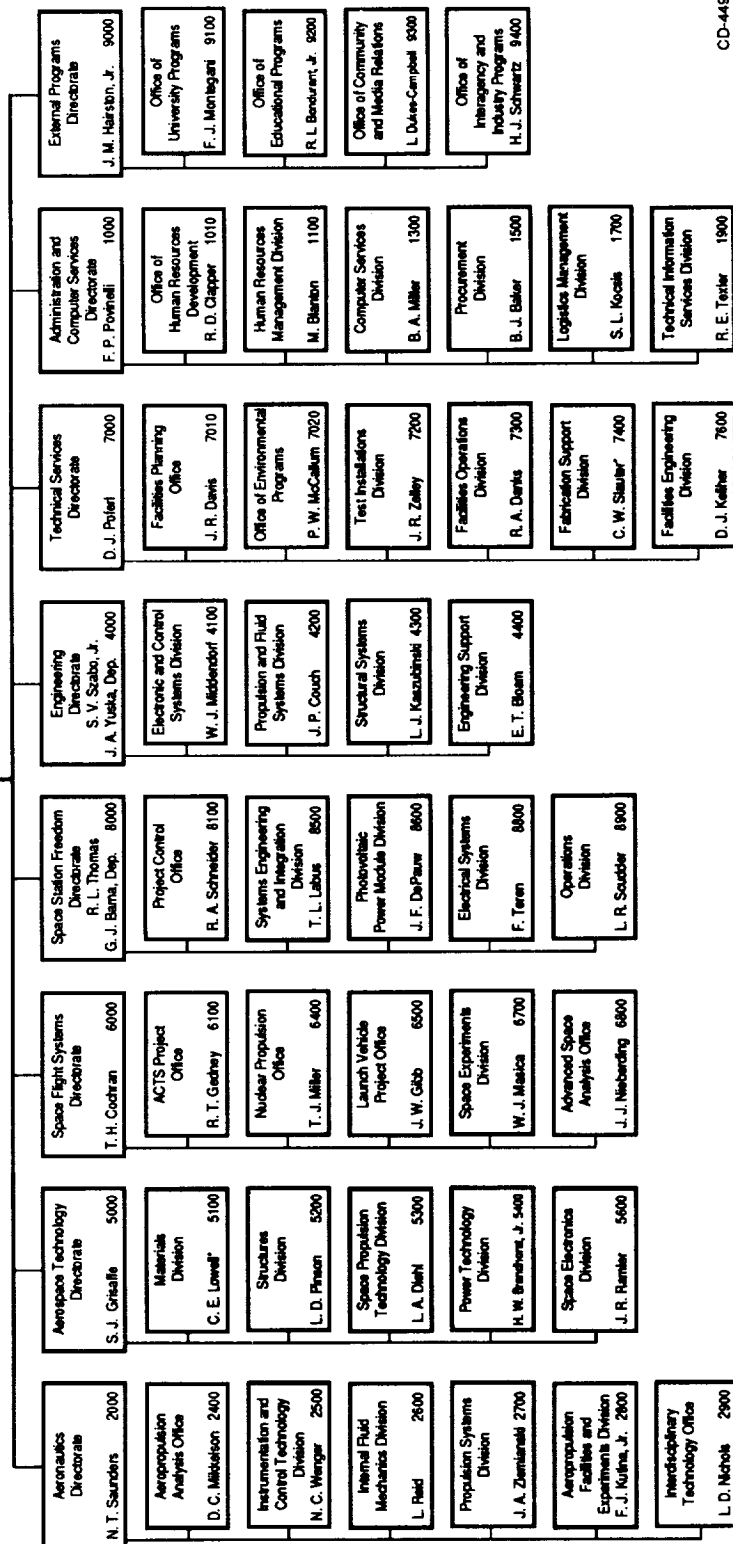 Aeronautics
Directorate
N. T. Saunders 2000
Aeropropulsion
Analysis Office
D. C. Mikkelson 2400
Instrumentation and
Control Technology
Division
N. C. Wenger 2500
Internal Fluid
Mechanics Division
L. Reid 2600
Propulsion Systems
Division
J. A. Ziemianski 2700
Aeropropulsion
Facilities and
Experiments Division
F. J. Kutina, Jr. 2800
Interdisciplinary
Technology Office
L. D. Nichols 2900
Aerospace Technology
Directorate
S. J. Grisaffe 5000
Materials
Division
C. E. Lowell* 5100
Structures
Division
L. D. Pinson 5200
Space Propulsion
Technology Division
L. A. Diehl 5300
Power Technology
Division
H. W. Brandhorst, Jr. 5400
Space Electronics
Division
J. R. Ramler 5600
Space Flight Systems
Directorate
T. H. Cochran 6000
ACTS Project
Office
R. T. Gedney 6100
Nuclear Propulsion
Office
T. J. Miller 6400
Launch Vehicle
Project Office
J. W. Gibb 6500
Space Experiments
Division
W. J. Masica 6700
Advanced Space
Analysis Office
J. J. Nieberding 6800
Space Station Freedom
Directorate
R. L. Thomas
G. J. Barna, Dep. 8000
Project Control
Office
R. A. Schneider 8100
Systems Engineering
and Integration
Division
T. L. Labus 8500
Photovoltaic
Power Module Division
J. F. DePauw 8600
Electrical Systems
Division
F. Teren 8800
Operations
Division
L. R. Scudder 8900
Engineering
Directorate
S. V. Szabo, Jr.
J. A. Yuska, Dep. 4000
Electronic and Control
Systems Division
W. J. Middendorf 4100
Propulsion and Fluid
Systems Division
J. P. Couch 4200
Structural Systems
Division
L. J. Kaszubinski 4300
Engineering Support
Division
E. T. Bloam 4400
Technical Services
Directorate
D. J. Poferl 7000
Facilities Planning
Office
J. R. Davis 7010
Office of Environmental
Programs
P. W. McCallum 7020
Test Installations
Division
J. R. Zelley 7200
Facilities Operations
Division
R. A. Dankis 7300
Fabrication Support
Division
C. W. Slauter* 7400
Facilities Engineering
Division
D. J. Keliher 7600
Administration and
Computer Services
Directorate
F. P. Povinelli 1000
Office of
Human Resources
Development
R. D. Clapper 1010
Human Resources
Management Division
M. Blanton 1100
Computer Services
Division
B. A. Miller 1300
Procurement
Division
B. J. Baker 1500
Logistics Management
Division
S. L. Kocsis 1700
Technical Information
Services Division
R. E. Texler 1900
External Programs
Directorate
J. M. Hairston, Jr. 9000
Office of
University Programs
F. J. Montegani 9100
Office of
Educational Programs
R. L. Bondurant, Jr. 9200
Office of Community
and Media Relations
L. Dukes-Campbell 9300
Office of
Interagency and
Industry Programs
H. J. Schwartz 9400
CD-449